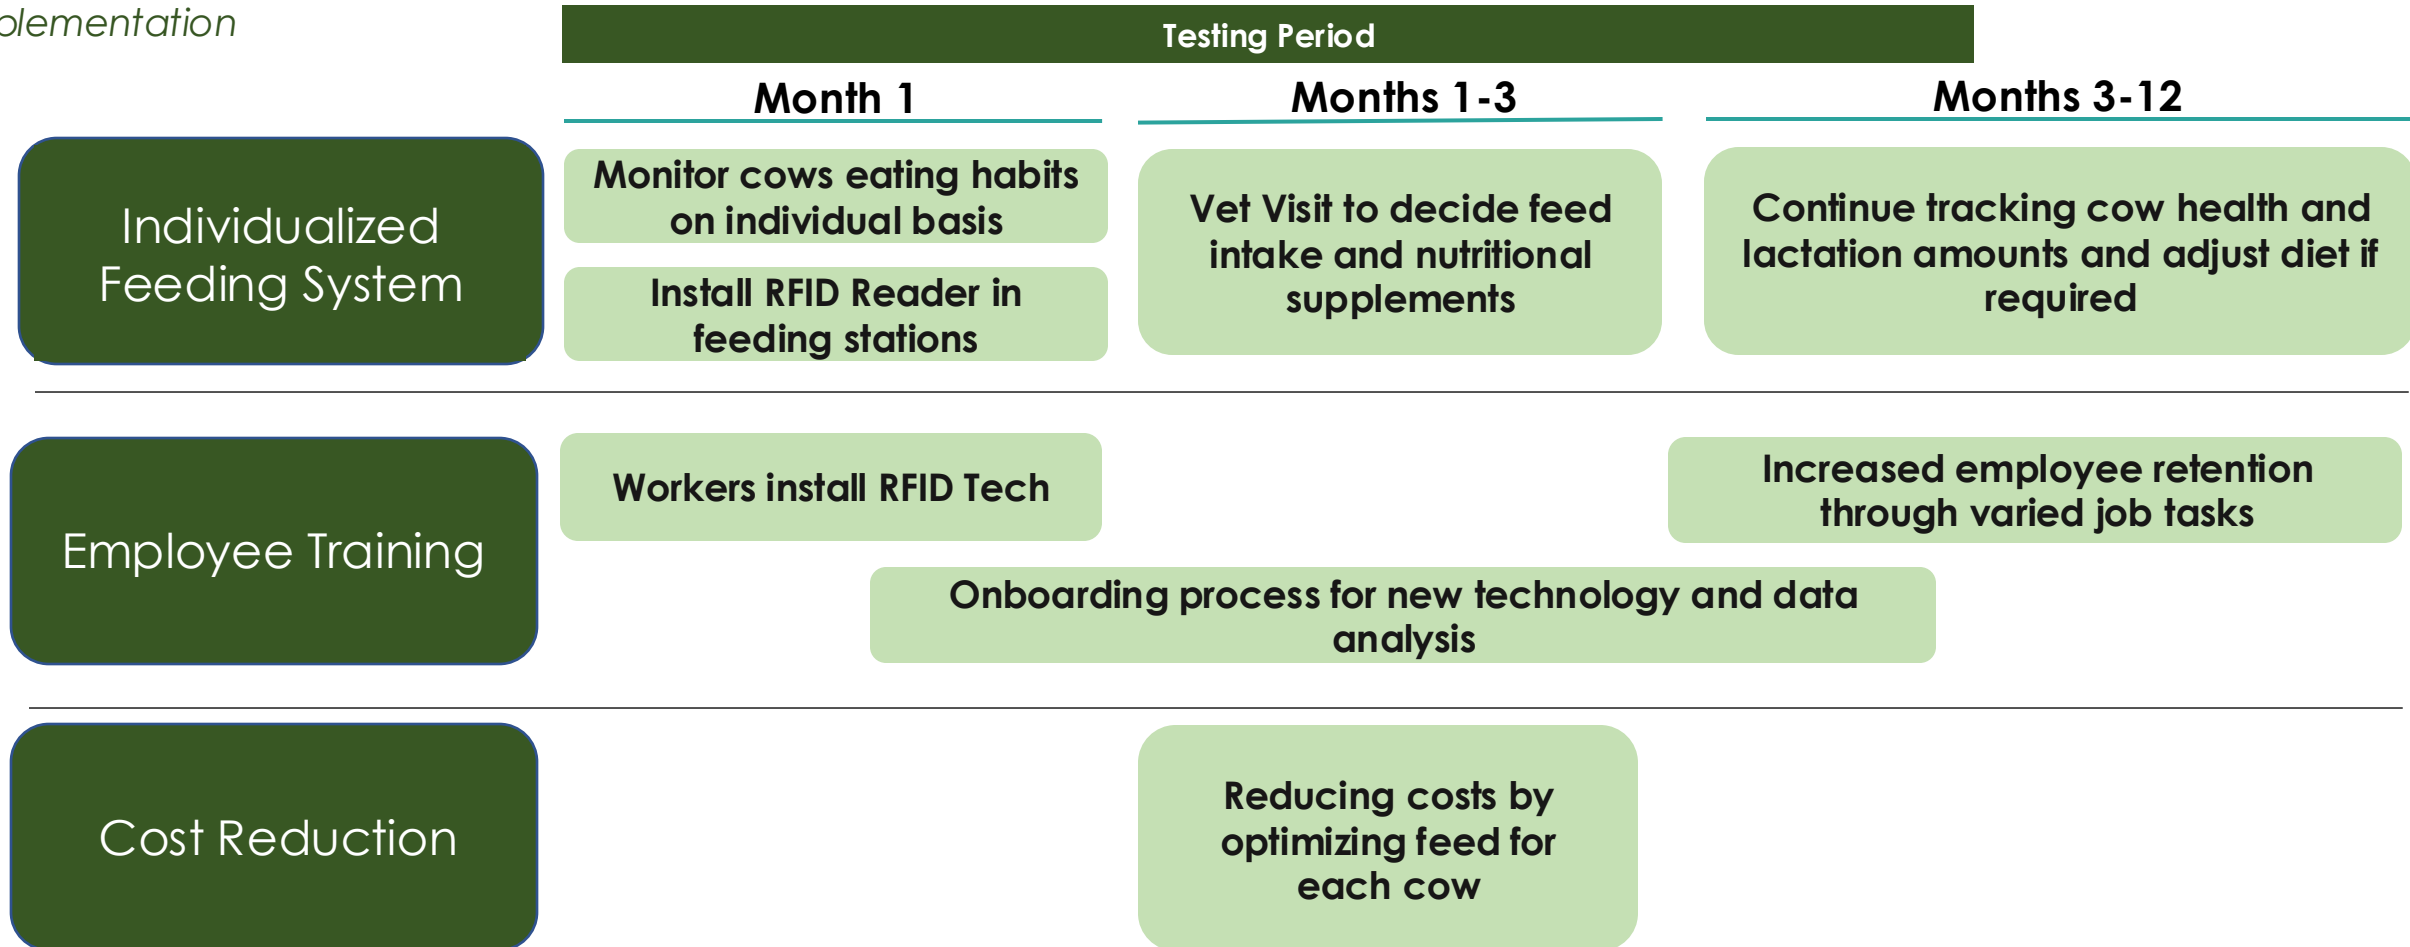 plementation
Testing Period
Month 1
Months 1-3
Months 3-12
Individualized
Feeding System
Monitor cows eating habits
on individual basis
Install RFID Reader in
feeding stations
Vet Visit to decide feed
intake and nutritional
supplements
Continue tracking cow health and
lactation amounts and adjust diet if
required
Employee Training
Workers install RFID Tech
Increased employee retention
through varied job tasks
Onboarding process for new technology and data
analysis
Cost Reduction
Reducing costs by
optimizing feed for
each cow